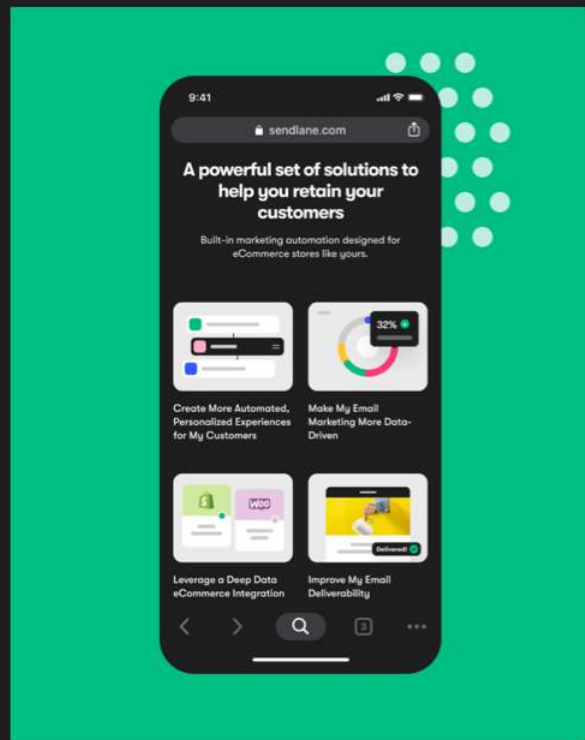 9:41
sendlane.com
A powerful set of solutions to
help you retain your
customers
Built-in marketing automation designed for
eCommerce stores like yours.
32%
Create More Automated,
Personalized Experiences
for My Customers
Make My Email
Marketing More Data-
Driven
WOO
Delivered!
Leverage a Deep Data
eCommerce Integration
Improve My Email
Deliverability
3